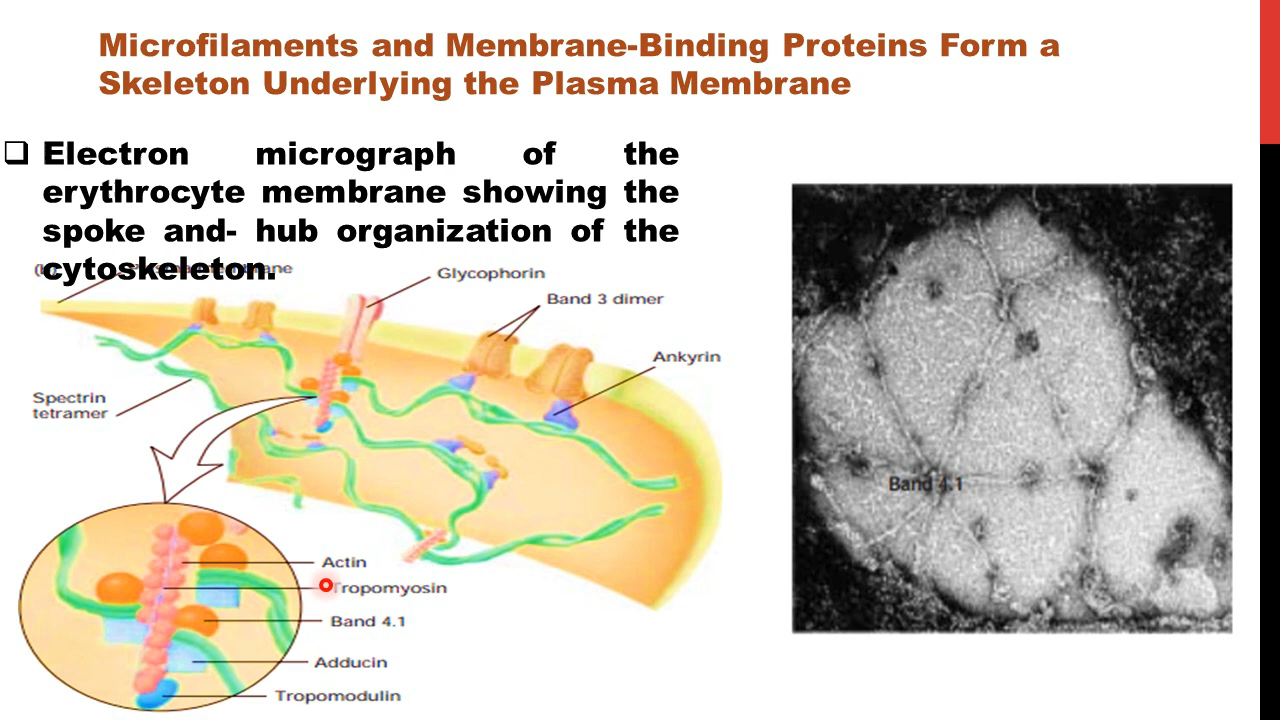 Microfilaments and Membrane-Binding Proteins Form a
Skeleton Underlying the Plasma Membrane
❑ Electron micrograph of the
erythrocyte membrane showing the
spoke and- hub organization of the
cytoskeleton.
Glycophorin
Band 3 dimer
Ankyrin
Spectrin
tetramer
Band 4.1
Actin
Tropomyosin
Band 4.1
Adducin
Tropomodulin